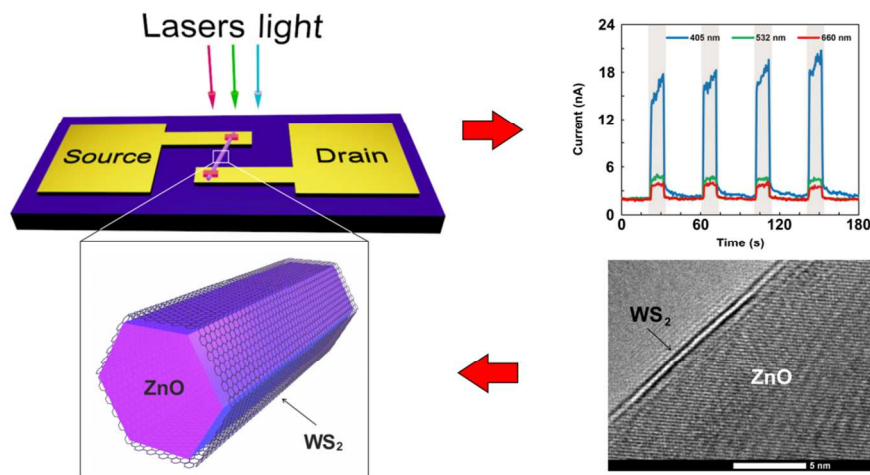 Lasers light
Source
Drain
ZnO
WS₂
24
18
12
6
0
Current (nA)
405 nm 532 nm 660 nm
0 60 120 180
Time (s)
WS₂
ZnO
5 nm